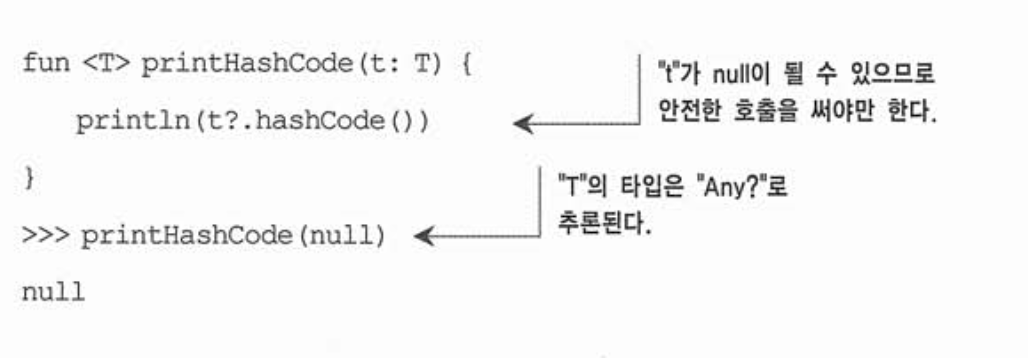 fun <T> printHashCode(t: T) {
"t"가 null이 될 수 있으므로
안전한 호출을 써야만 한다.
println(t?.hashCode())
}
"T"의 타입은 "Any?"로
추론된다.
>>> printHashCode(null)
null